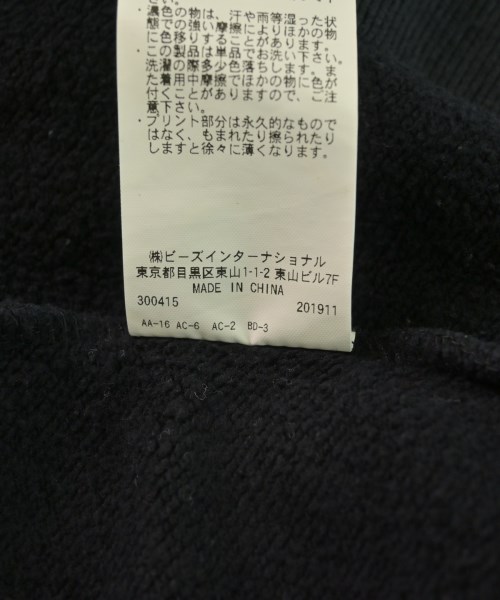 さい。
・濃色の物は、汗や雨等湿った状
態での強い摩擦によりほかの物
に色移りすることがあります。
・この製品は単品でお洗い下さい。
洗濯の際多少色落ちします。ま
た着用中摩擦でほかの物に色が
付くことがありますので、ご注
意下さい。
・プリント部分は永久的なもので
はなく、もまれたり擦られたり
しますと徐々に薄くなります。
㈱ビーズインターナショナル
東京都目黒区東山1-1-2 東山ビル7F
MADE IN CHINA
300415 201911
AA-16 AC-6 AC-2 BD-3